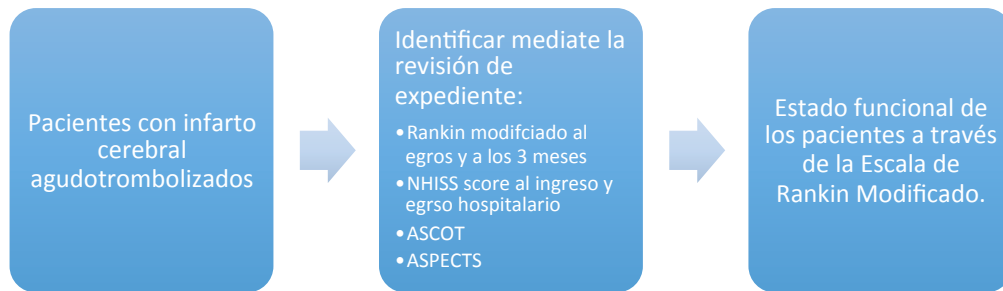 Pacientes con infarto
cerebral
agudotrombolizados
Identificar mediate la
revisión de
expediente:
•Rankin modifciado al
egros y a los 3 meses
•NHISS score al ingreso y
egrso hospitalario
•ASCOT
•ASPECTS
Estado funcional de
los pacientes a través
de la Escala de
Rankin Modificado.